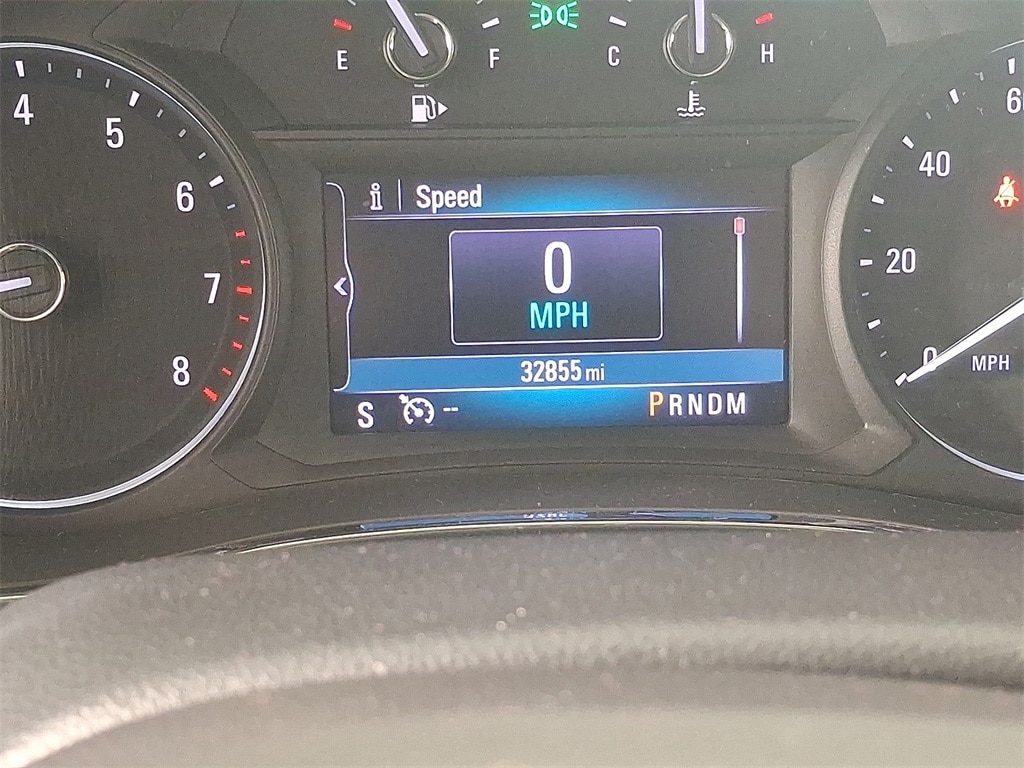 E F C H
4 5 6 7 8
i Speed
0
MPH
32855 mi
S -- PRNDM
60
40
20
0 MPH